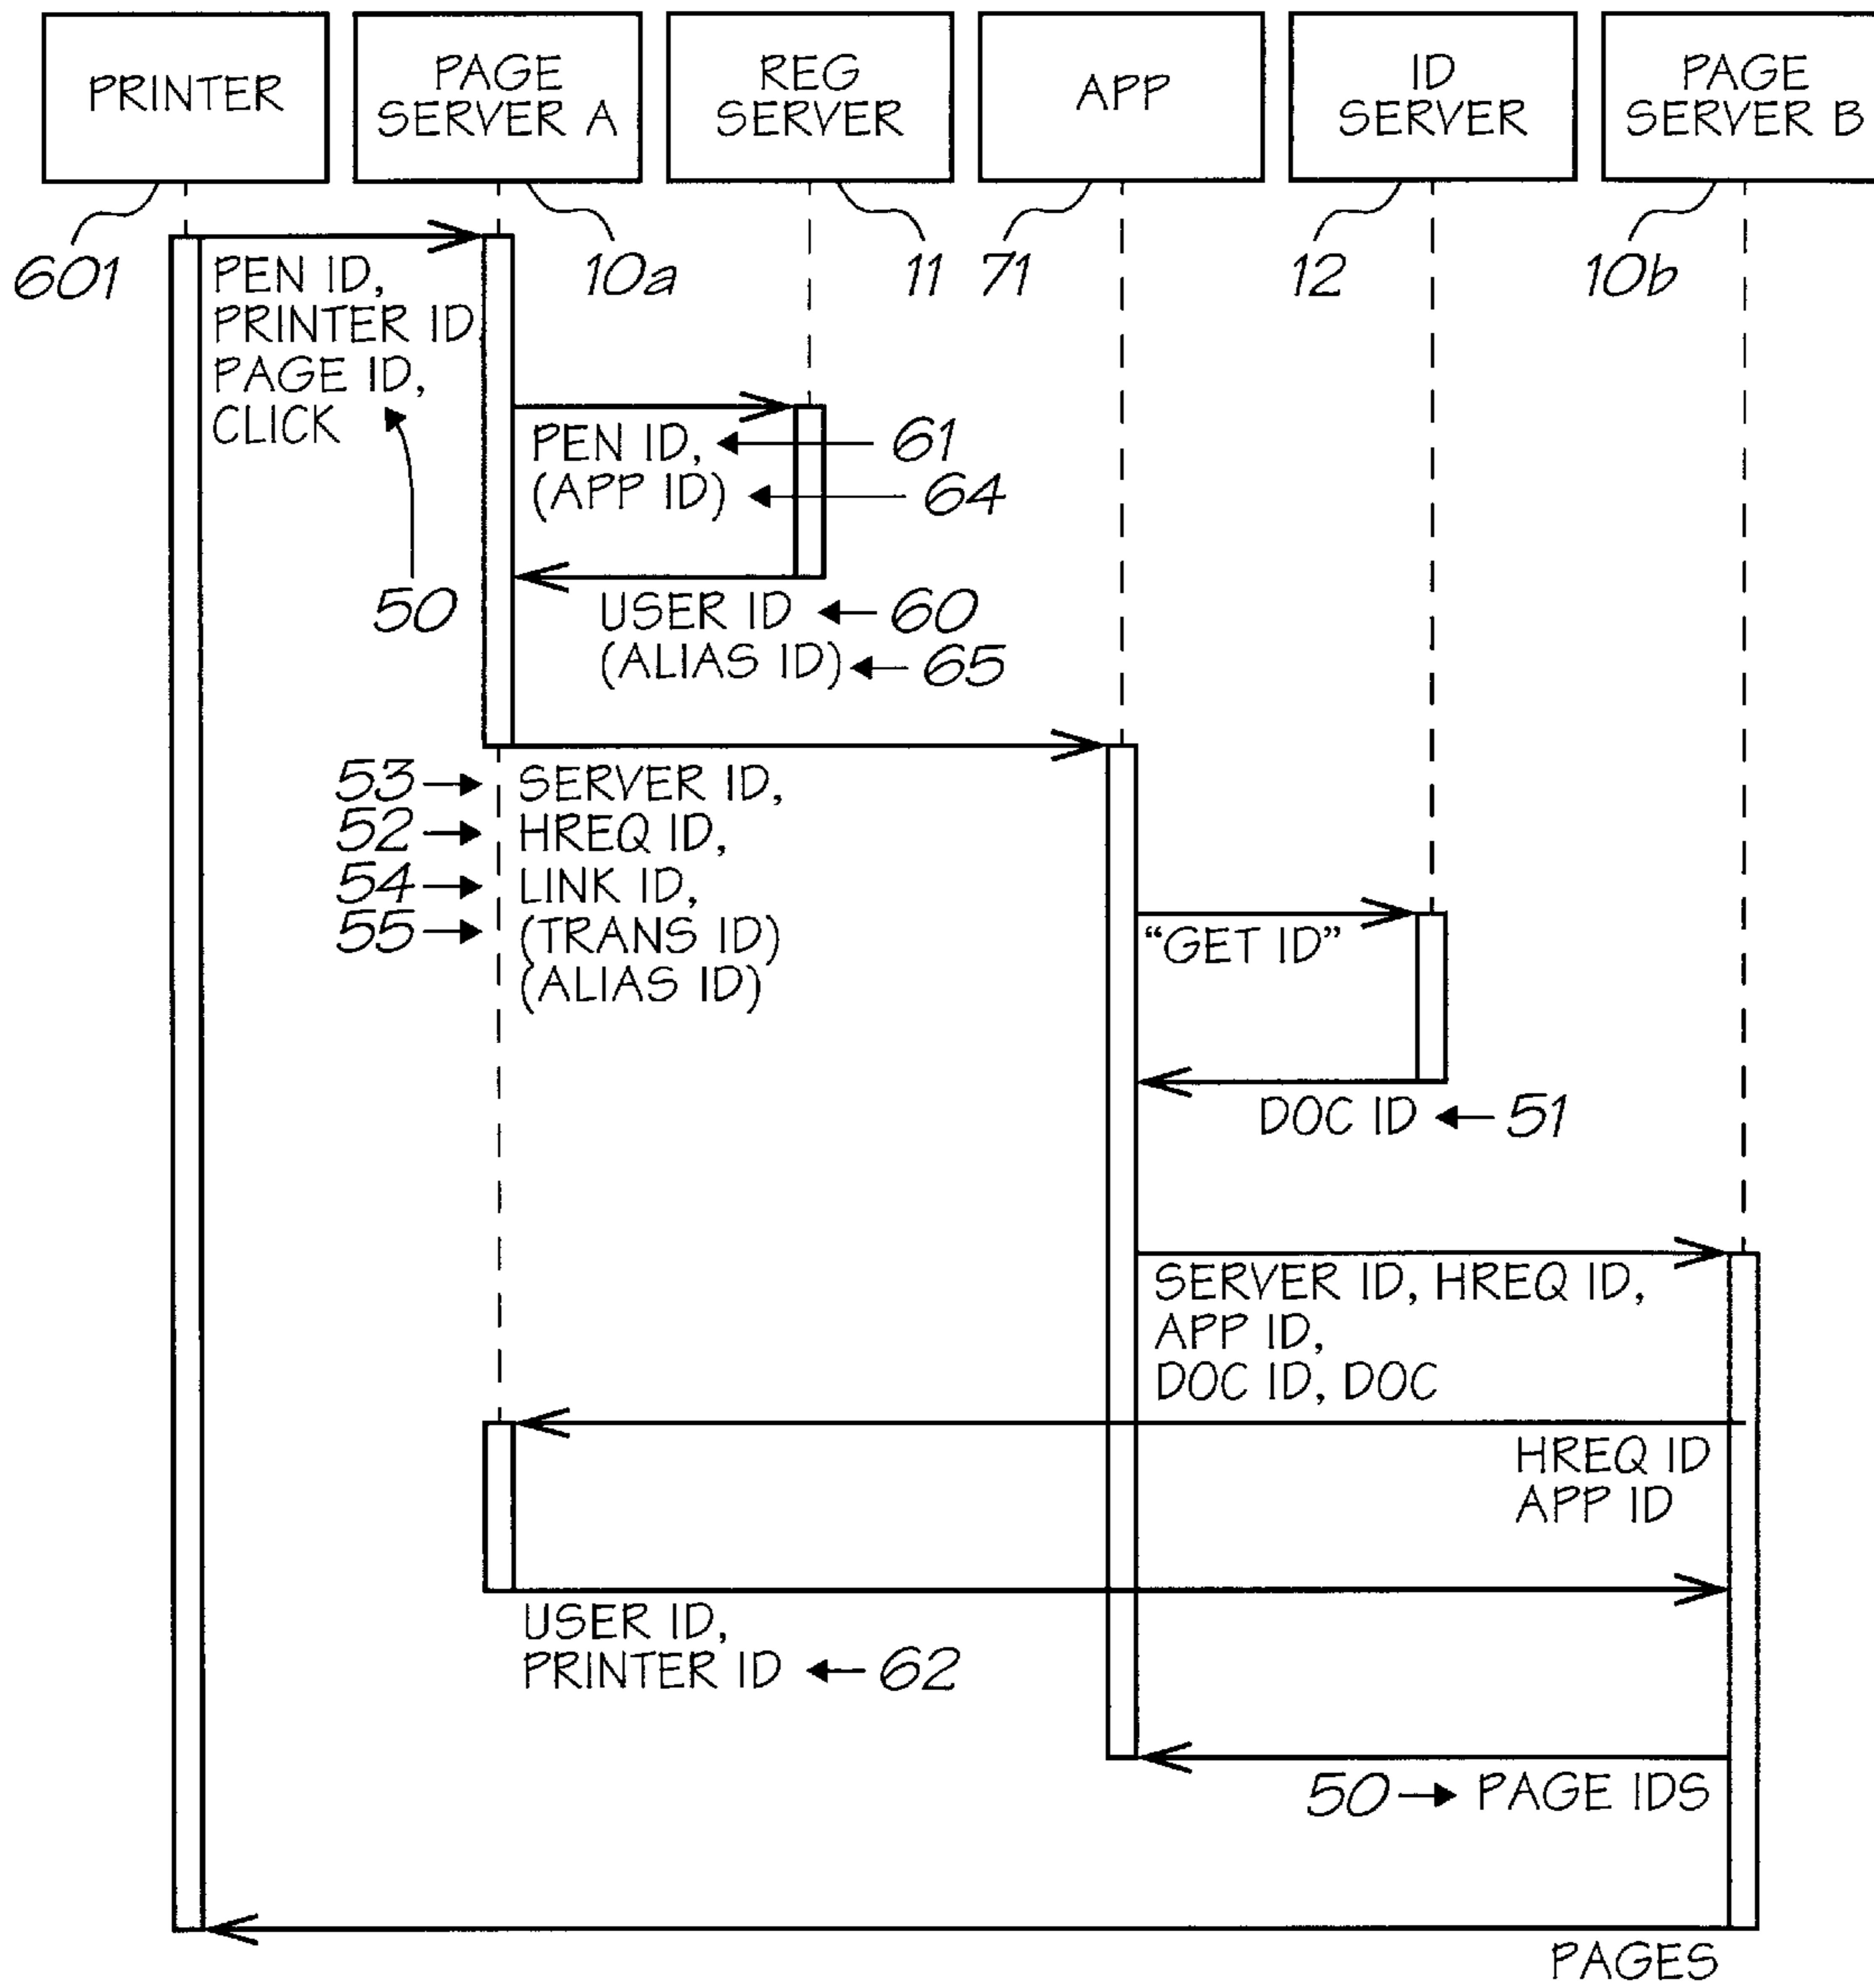 PRINTER
PAGE
SERVER A
REG
SERVER
APP
ID
SERVER
PAGE
SERVER B
601
10a
11
71
12
10b
PEN ID,
PRINTER ID
PAGE ID,
CLICK
50
PEN ID,
61
(APP ID)
64
USER ID
60
(ALIAS ID)
65
53
SERVER ID,
52
HREQ ID,
54
LINK ID,
55
(TRANS ID)
(ALIAS ID)
“GET ID”
DOC ID
51
SERVER ID, HREQ ID,
APP ID,
DOC ID, DOC
HREQ ID
APP ID
USER ID,
PRINTER ID
62
50
PAGE IDS
PAGES